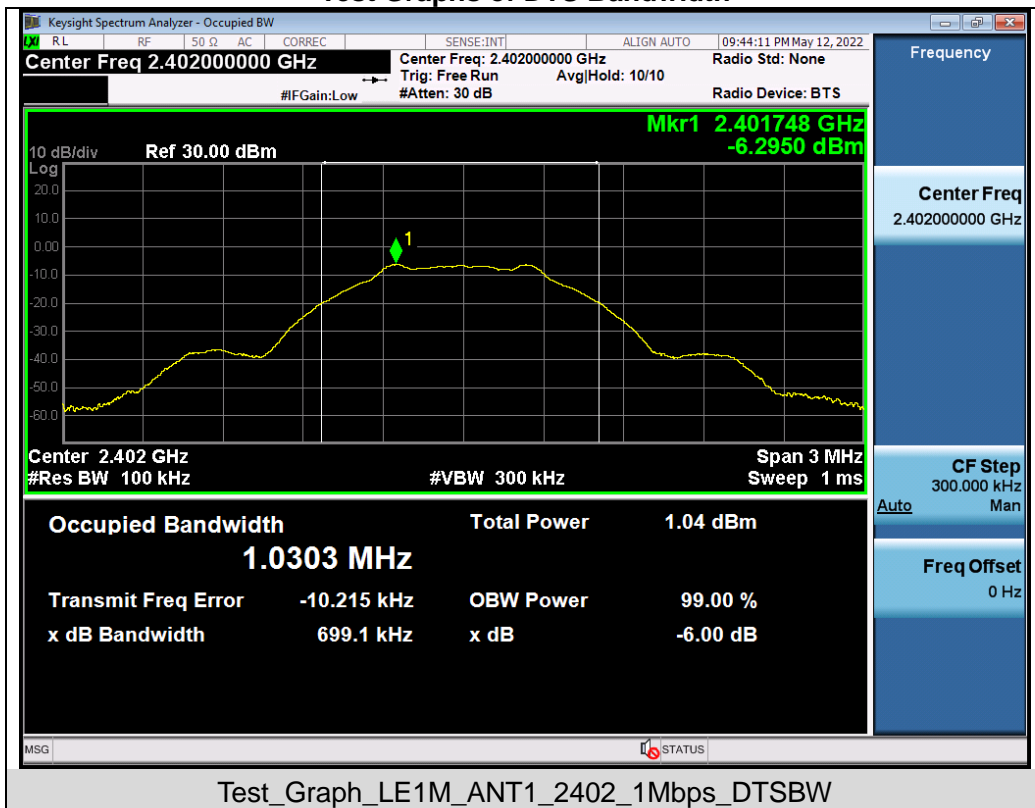 Test Graphs of DTS Bandwidth
Keysight Spectrum Analyzer - Occupied BW
LXI RL RF 50 Ω AC CORREC SENSE:INT ALIGN AUTO 09:44:11 PM May 12, 2022
Center Freq 2.402000000 GHz
Center Freq: 2.402000000 GHz Radio Std: None
Trig: Free Run Avg|Hold: 10/10
#IFGain:Low #Atten: 30 dB Radio Device: BTS
Mkr1 2.401748 GHz
-6.2950 dBm
10 dB/div Ref 30.00 dBm
Log
20.0
10.0
0.00
-10.0
-20.0
-30.0
-40.0
-50.0
-60.0
1
Center 2.402 GHz Span 3 MHz
#Res BW 100 kHz #VBW 300 kHz Sweep 1 ms
Occupied Bandwidth Total Power 1.04 dBm
1.0303 MHz
Transmit Freq Error -10.215 kHz OBW Power 99.00 %
x dB Bandwidth 699.1 kHz x dB -6.00 dB
MSG STATUS
Frequency
Center Freq
2.402000000 GHz
CF Step
300.000 kHz
Auto Man
Freq Offset
0 Hz
Test_Graph_LE1M_ANT1_2402_1Mbps_DTSBW